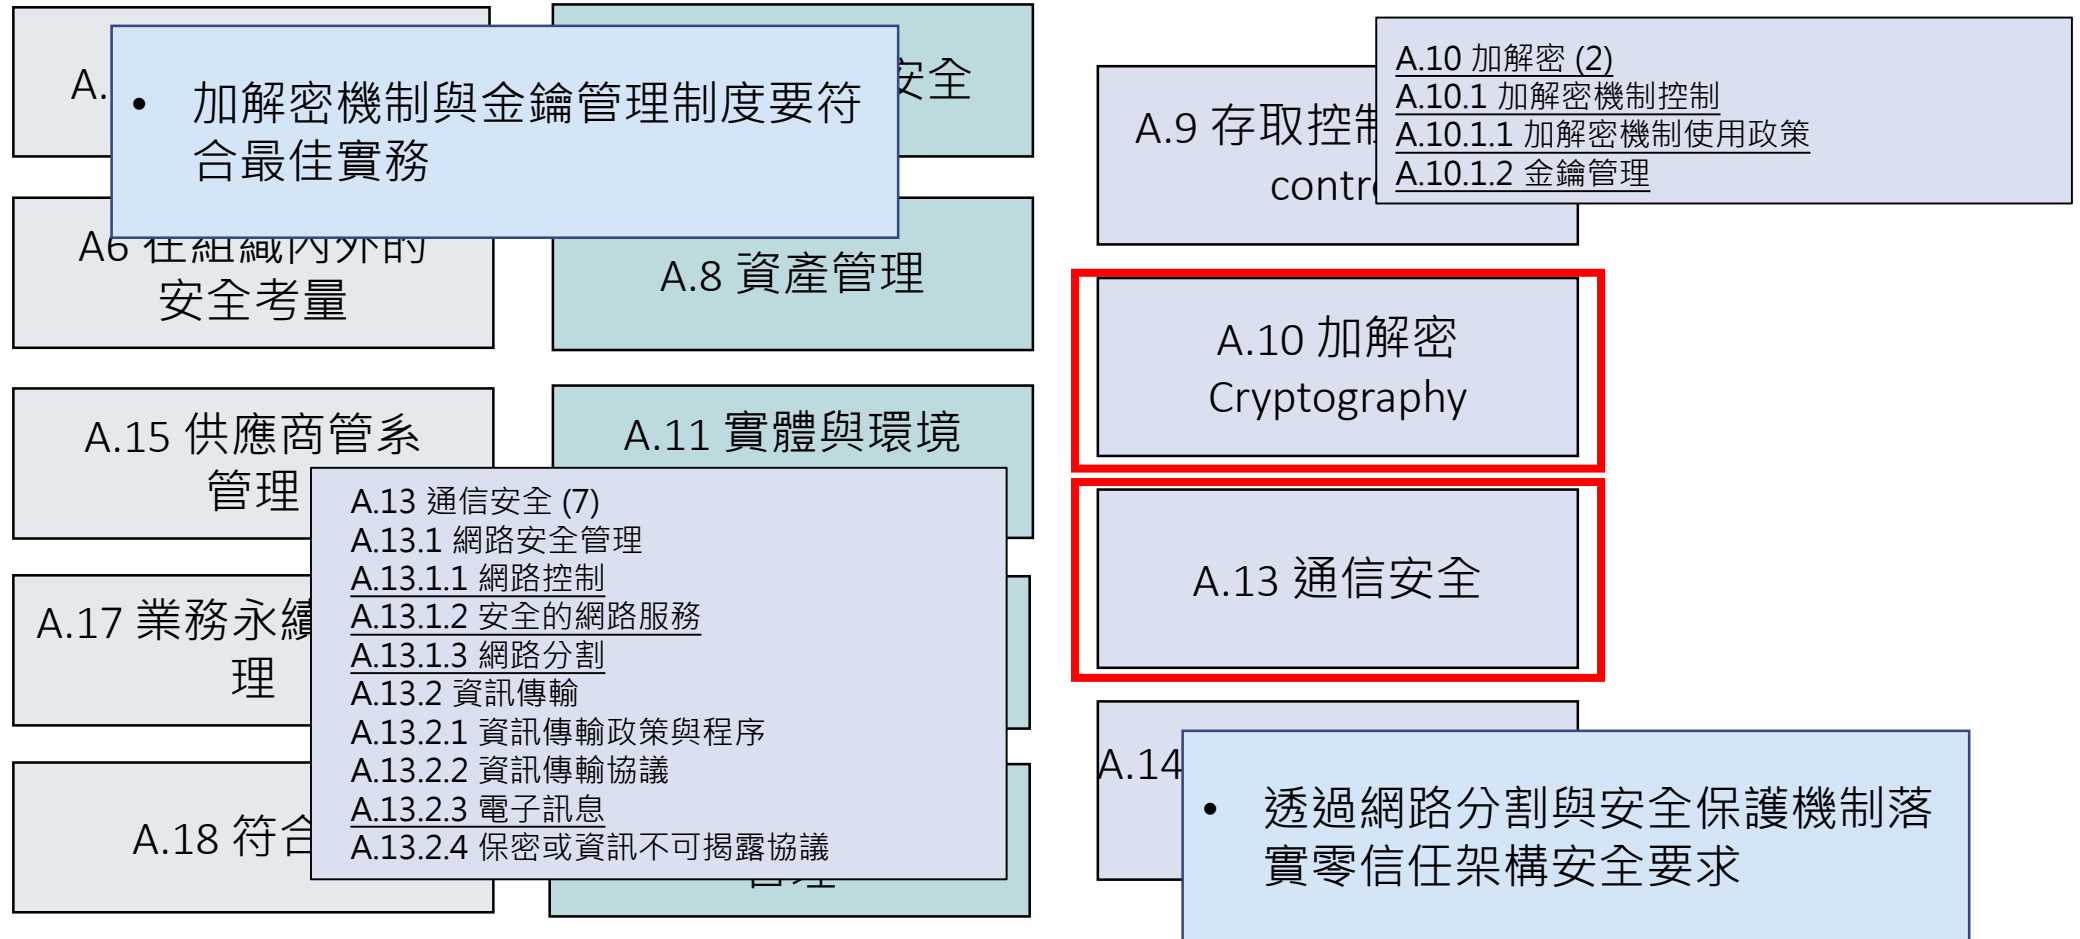 A.
安全
• 加解密機制與金鑰管理制度要符
合最佳實務
A6 在組織內外的
安全考量
A.8 資產管理
A.15 供應商管系
管理
A.11 實體與環境
A.13 通信安全 (7)
A.13.1 網路安全管理
A.13.1.1 網路控制
A.13.1.2 安全的網路服務
A.13.1.3 網路分割
A.13.2 資訊傳輸
A.13.2.1 資訊傳輸政策與程序
A.13.2.2 資訊傳輸協議
A.13.2.3 電子訊息
A.13.2.4 保密或資訊不可揭露協議
A.17 業務永續
理
A.18 符合
管理
A.9 存取控制
contr
A.10 加解密 (2)
A.10.1 加解密機制控制
A.10.1.1 加解密機制使用政策
A.10.1.2 金鑰管理
A.10 加解密
Cryptography
A.13 通信安全
A.14
• 透過網路分割與安全保護機制落
實零信任架構安全要求